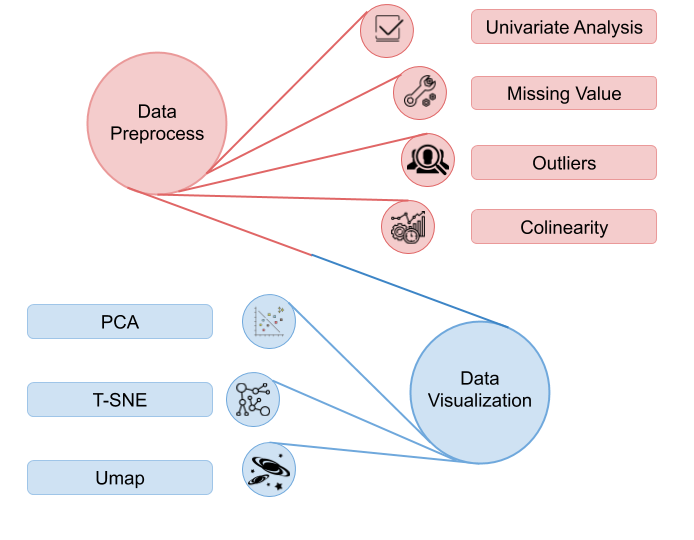 Data
Preprocess
Univariate Analysis
Missing Value
Outliers
Colinearity
PCA
T-SNE
Umap
Data
Visualization